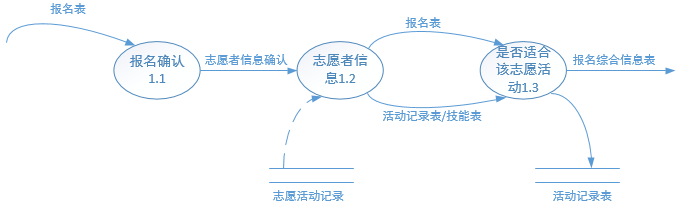 报名表
报名确认
1.1
志愿者信息确认
志愿者信
息1.2
报名表
活动记录表/技能表
是否适合
该志愿活
动1.3
报名综合信息表
志愿活动记录
活动记录表